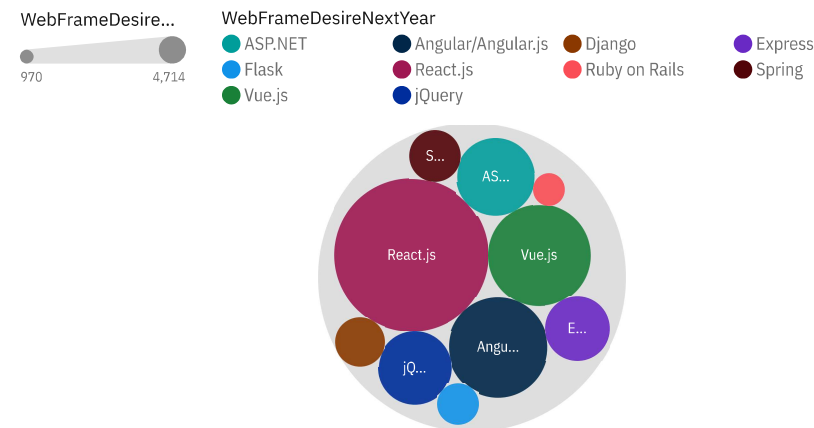 WebFrameDesire...
970 4,714
WebFrameDesireNextYear
ASP.NET Angular/Angular.js Django Express
Flask React.js Ruby on Rails Spring
Vue.js jQuery
S...
AS...
React.js Vue.js
E...
Angu...
jQ...